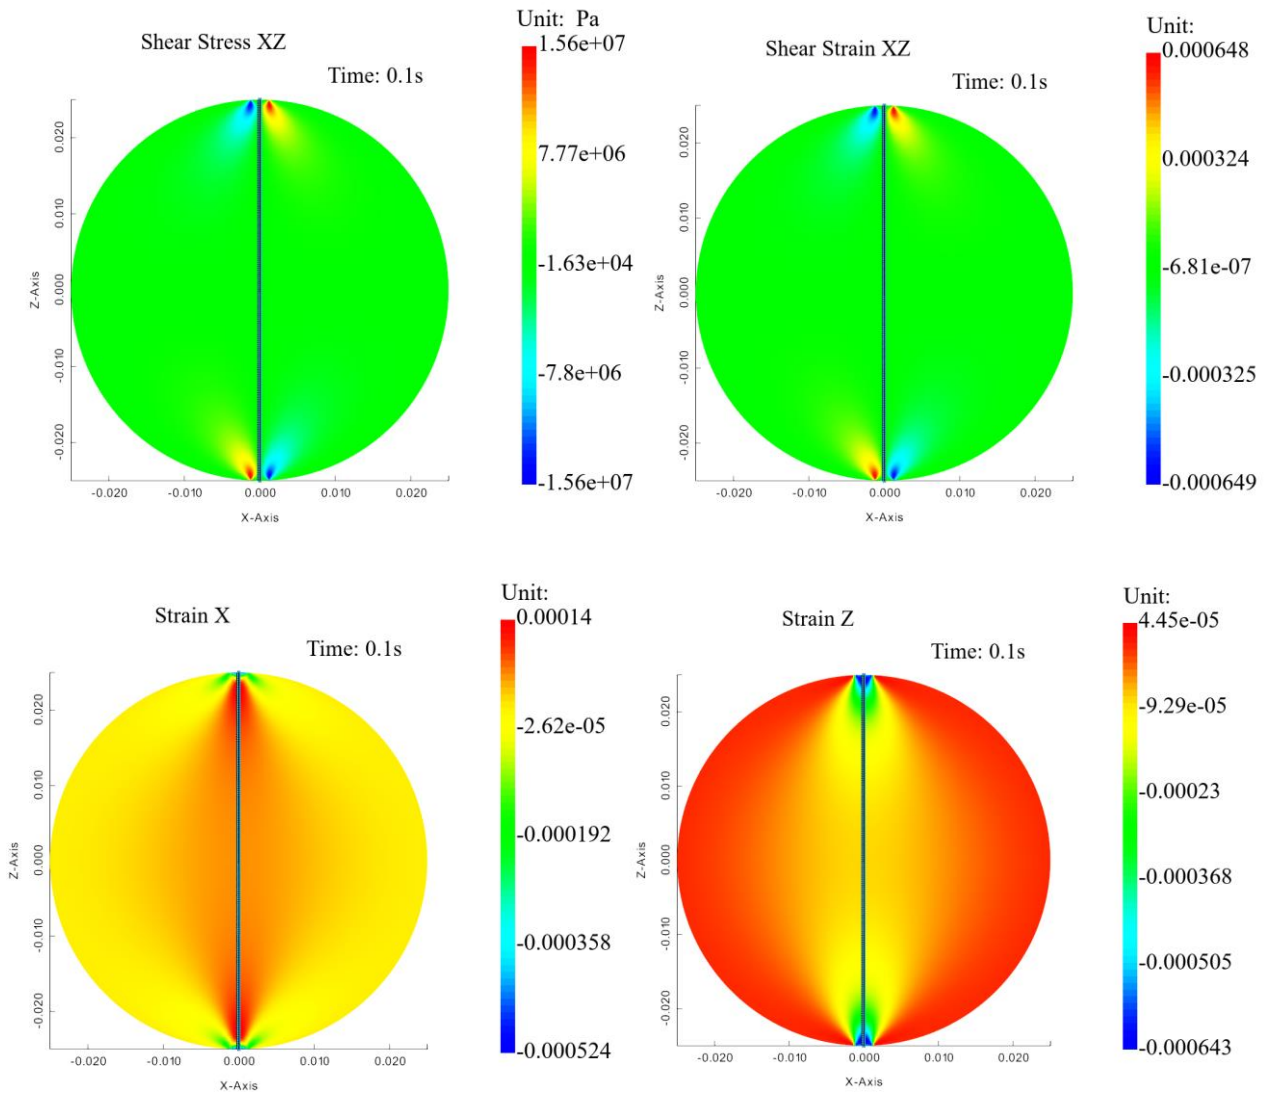 Shear Stress XZ
Time: 0.1s
Unit: Pa
1.56e+07
7.77e+06
-1.63e+04
-7.8e+06
-1.56e+07
Z-Axis
0.020
0.010
0.000
-0.010
-0.020
-0.020 -0.010 0.000 0.010 0.020
X-Axis
Shear Strain XZ
Time: 0.1s
Unit:
0.000648
0.000324
-6.81e-07
-0.000325
-0.000649
Z-Axis
0.020
0.010
0.000
-0.010
-0.020
-0.020 -0.010 0.000 0.010 0.020
X-Axis
Strain X
Time: 0.1s
Unit:
0.00014
-2.62e-05
-0.000192
-0.000358
-0.000524
Z-Axis
0.020
0.010
0.000
-0.010
-0.020
-0.020 -0.010 0.000 0.010 0.020
X-Axis
Strain Z
Time: 0.1s
Unit:
4.45e-05
-9.29e-05
-0.00023
-0.000368
-0.000505
-0.000643
Z-Axis
0.020
0.010
0.000
-0.010
-0.020
-0.020 -0.010 0.000 0.010 0.020
X-Axis